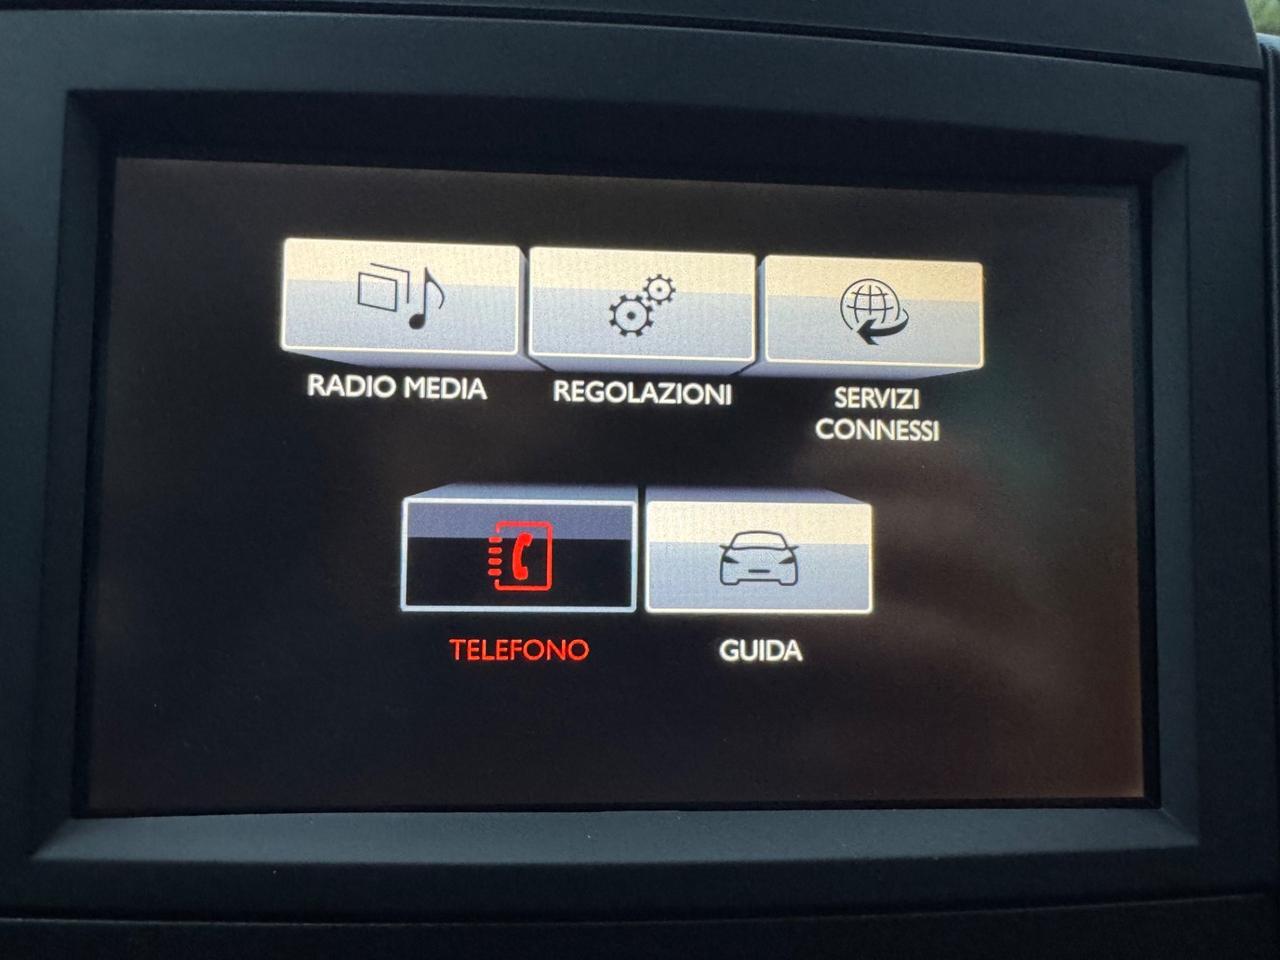 RADIO MEDIA
REGOLAZIONI
SERVIZI
CONNESSI
TELEFONO
GUIDA